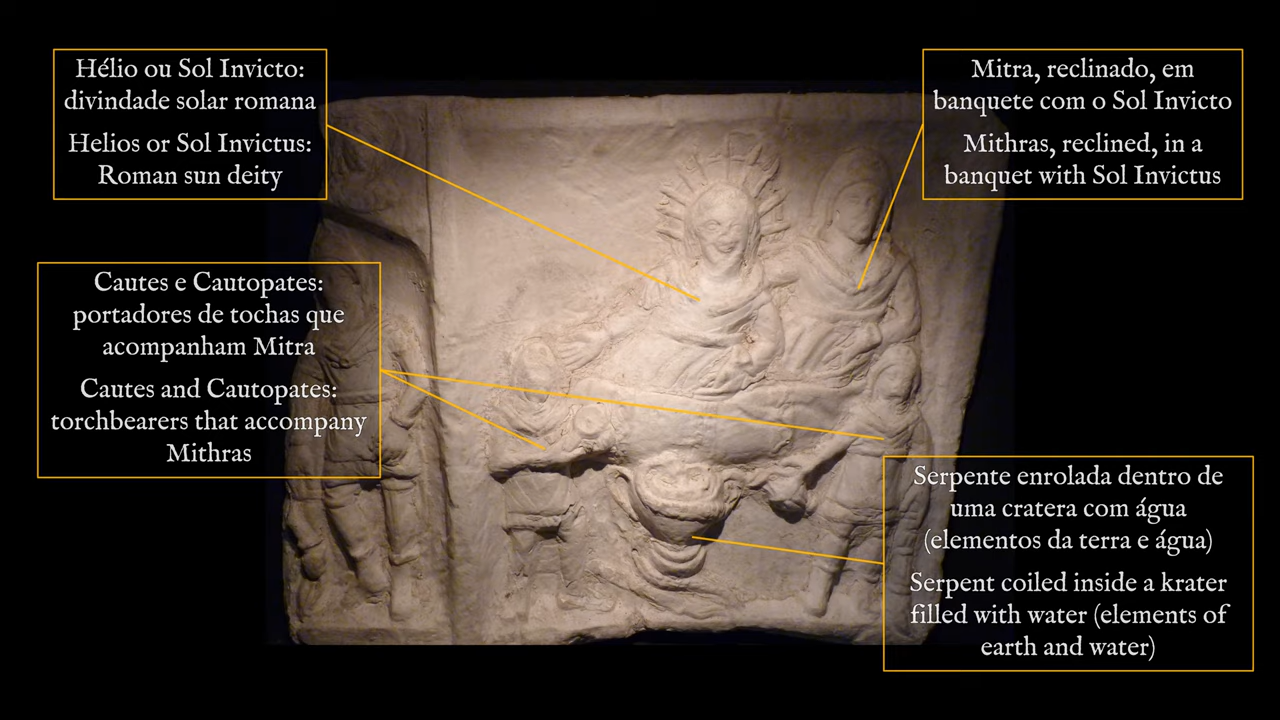 Hélio ou Sol Invicto:
divindade solar romana
Helios or Sol Invictus:
Roman sun deity
Mitra, reclinado, em
banquete com o Sol Invicto
Mithras, reclined, in a
banquet with Sol Invictus
Cautes e Cautopates:
portadores de tochas que
acompanham Mitra
Cautes and Cautopates:
torchbearers that accompany
Mithras
Serpente enrolada dentro de
uma cratera com água
(elementos da terra e água)
Serpent coiled inside a krater
filled with water (elements of
earth and water)